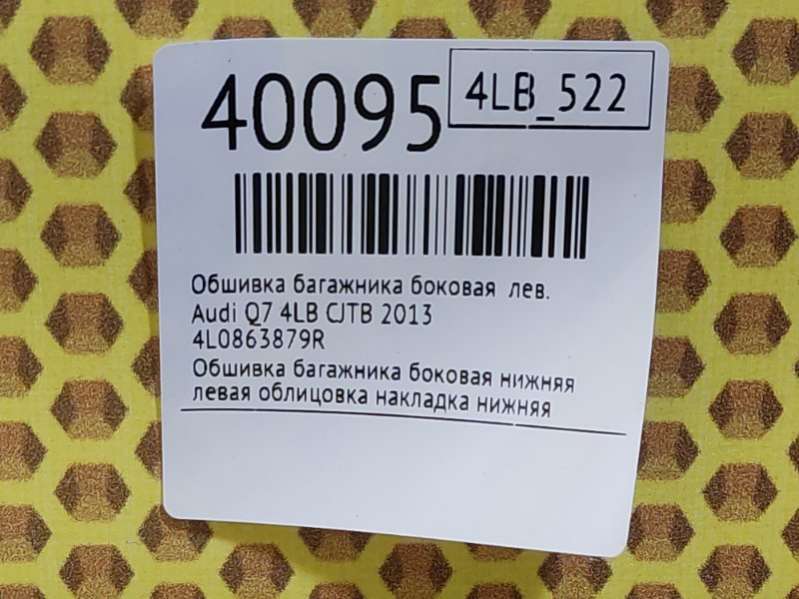 40095
4LB_522
Обшивка багажника боковая лев.
Audi Q7 4LB CJTB 2013
4L0863879R
Обшивка багажника боковая нижняя
левая облицовка накладка нижняя